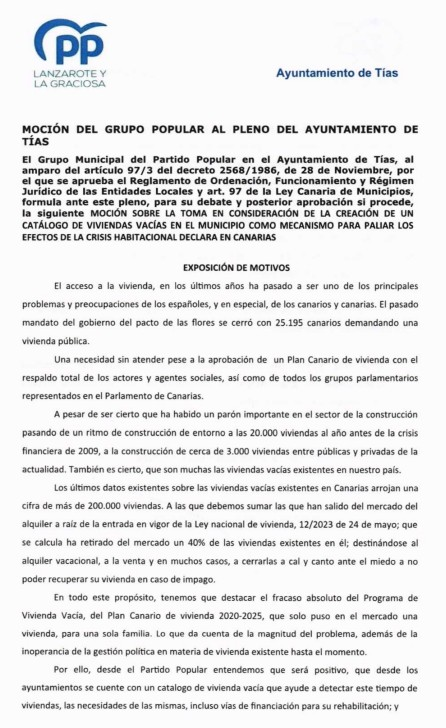 PP
LANZAROTE Y
LA GRACIOSA
Ayuntamiento de Tías
MOCIÓN DEL GRUPO POPULAR AL PLENO DEL AYUNTAMIENTO DE
TÍAS
El Grupo Municipal del Partido Popular en el Ayuntamiento de Tías, al
amparo del artículo 97/3 del decreto 2568/1986, de 28 de Noviembre, por
el que se aprueba el Reglamento de Ordenación, Funcionamiento y Régimen
Jurídico de las Entidades Locales y art. 97 de la Ley Canaria de Municipios,
formula ante este pleno, para su debate y posterior aprobación si procede,
la siguiente MOCIÓN SOBRE LA TOMA EN CONSIDERACIÓN DE LA CREACIÓN DE UN
CATÁLOGO DE VIVIENDAS VACÍAS EN EL MUNICIPIO COMO MECANISMO PARA PALIAR LOS
EFECTOS DE LA CRISIS HABITACIONAL DECLARA EN CANARIAS
EXPOSICIÓN DE MOTIVOS
El acceso a la vivienda, en los últimos años ha pasado a ser uno de los principales
problemas y preocupaciones de los españoles, y en especial, de los canarios y canarias. El pasado
mandato del gobierno del pacto de las flores se cerró con 25.195 canarios demandando una
vivienda pública.
Una necesidad sin atender pese a la aprobación de un Plan Canario de vivienda con el
respaldo total de los actores y agentes sociales, así como de todos los grupos parlamentarios
representados en el Parlamento de Canarias.
A pesar de ser cierto que ha habido un parón importante en el sector de la construcción
pasando de un ritmo de construcción de entorno a las 20.000 viviendas al año antes de la crisis
financiera de 2009, a la construcción de cerca de 3.000 viviendas entre públicas y privadas de la
actualidad. También es cierto, que son muchas las viviendas vacías existentes en nuestro país.
Los últimos datos existentes sobre las viviendas vacías existentes en Canarias arrojan una
cifra de más de 200.000 viviendas. A las que debemos sumar las que han salido del mercado del
alquiler a raíz de la entrada en vigor de la Ley nacional de vivienda, 12/2023 de 24 de mayo; que
se calcula ha retirado del mercado un 40% de las viviendas existentes en él; destinándose al
alquiler vacacional, a la venta y en muchos casos, a cerrarlas a cal y canto ante el miedo a no
poder recuperar su vivienda en caso de impago.
En todo este propósito, tenemos que destacar el fracaso absoluto del Programa de
Vivienda Vacía, del Plan Canario de vivienda 2020-2025, que solo puso en el mercado una
vivienda, para una sola familia. Lo que da cuenta de la magnitud del problema, además de la
inoperancia de la gestión política en materia de vivienda existente hasta el momento.
Por ello, desde el Partido Popular entendemos que será positivo, que desde los
ayuntamientos se cuente con un catalogo de vivienda vacía que ayude a detectar este tiempo de
viviendas, las necesidades de las mismas, incluso vías de financiación para su rehabilitación; y